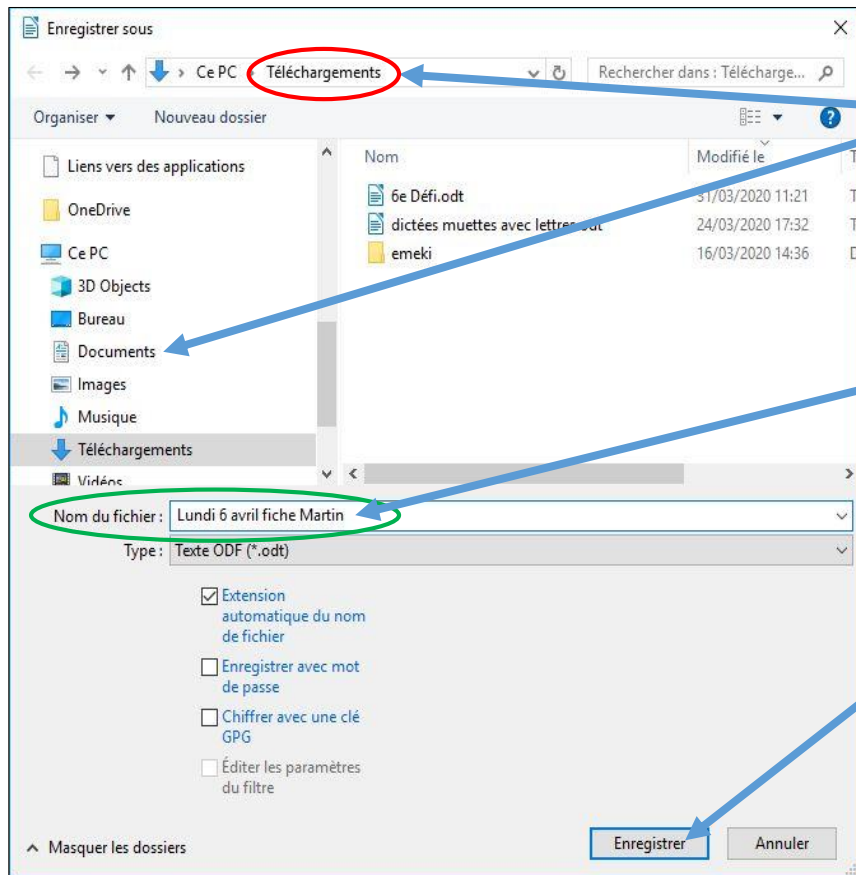 Enregistrer sous
Ce PC > Téléchargements
Rechercher dans : Télécharge...
Organiser
Nouveau dossier
Liens vers des applications
OneDrive
Ce PC
3D Objects
Bureau
Documents
Images
Musique
Téléchargements
Vidéos
Nom Modifié le T
6e Défi.odt 31/03/2020 11:21 T
dictées muettes avec lettres.odt 24/03/2020 17:32 T
emeki 16/03/2020 14:36 D
Nom du fichier : Lundi 6 avril fiche Martin
Type : Texte ODF (*.odt)
Extension
automatique du nom
de fichier
Enregistrer avec mot
de passe
Chiffrer avec une clé
GPG
Éditer les paramètres
du filtre
Masquer les dossiers
Enregistrer
Annuler